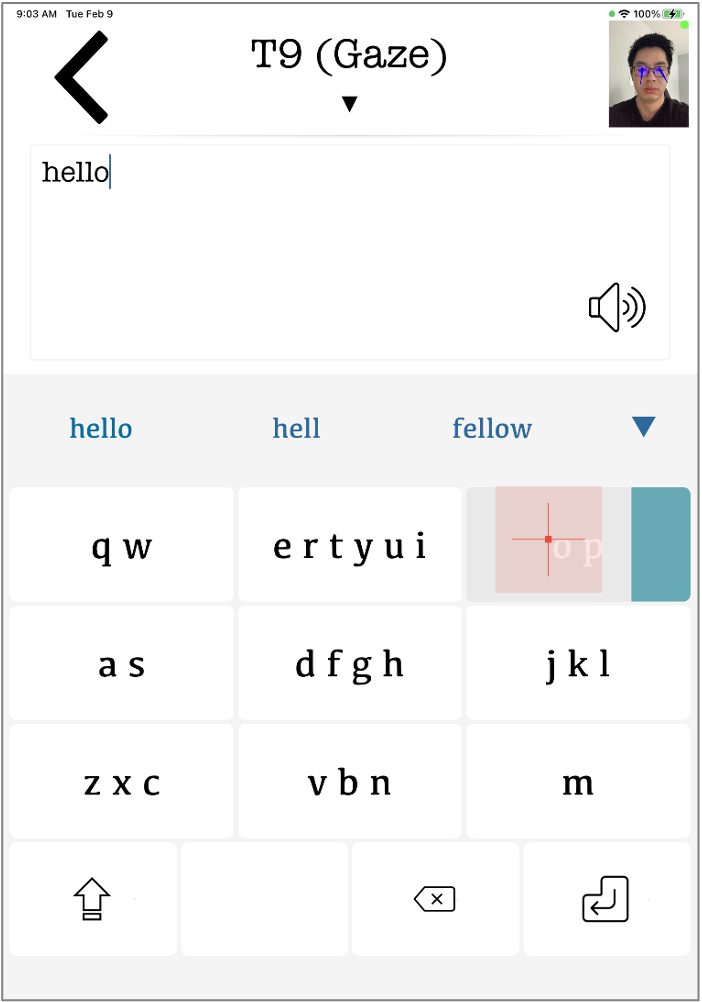 9:03 AM Tue Feb 9 100%
T9 (Gaze)
hello
hello hell fellow
q w e r t y u i o p
a s d f g h j k l
z x c v b n m